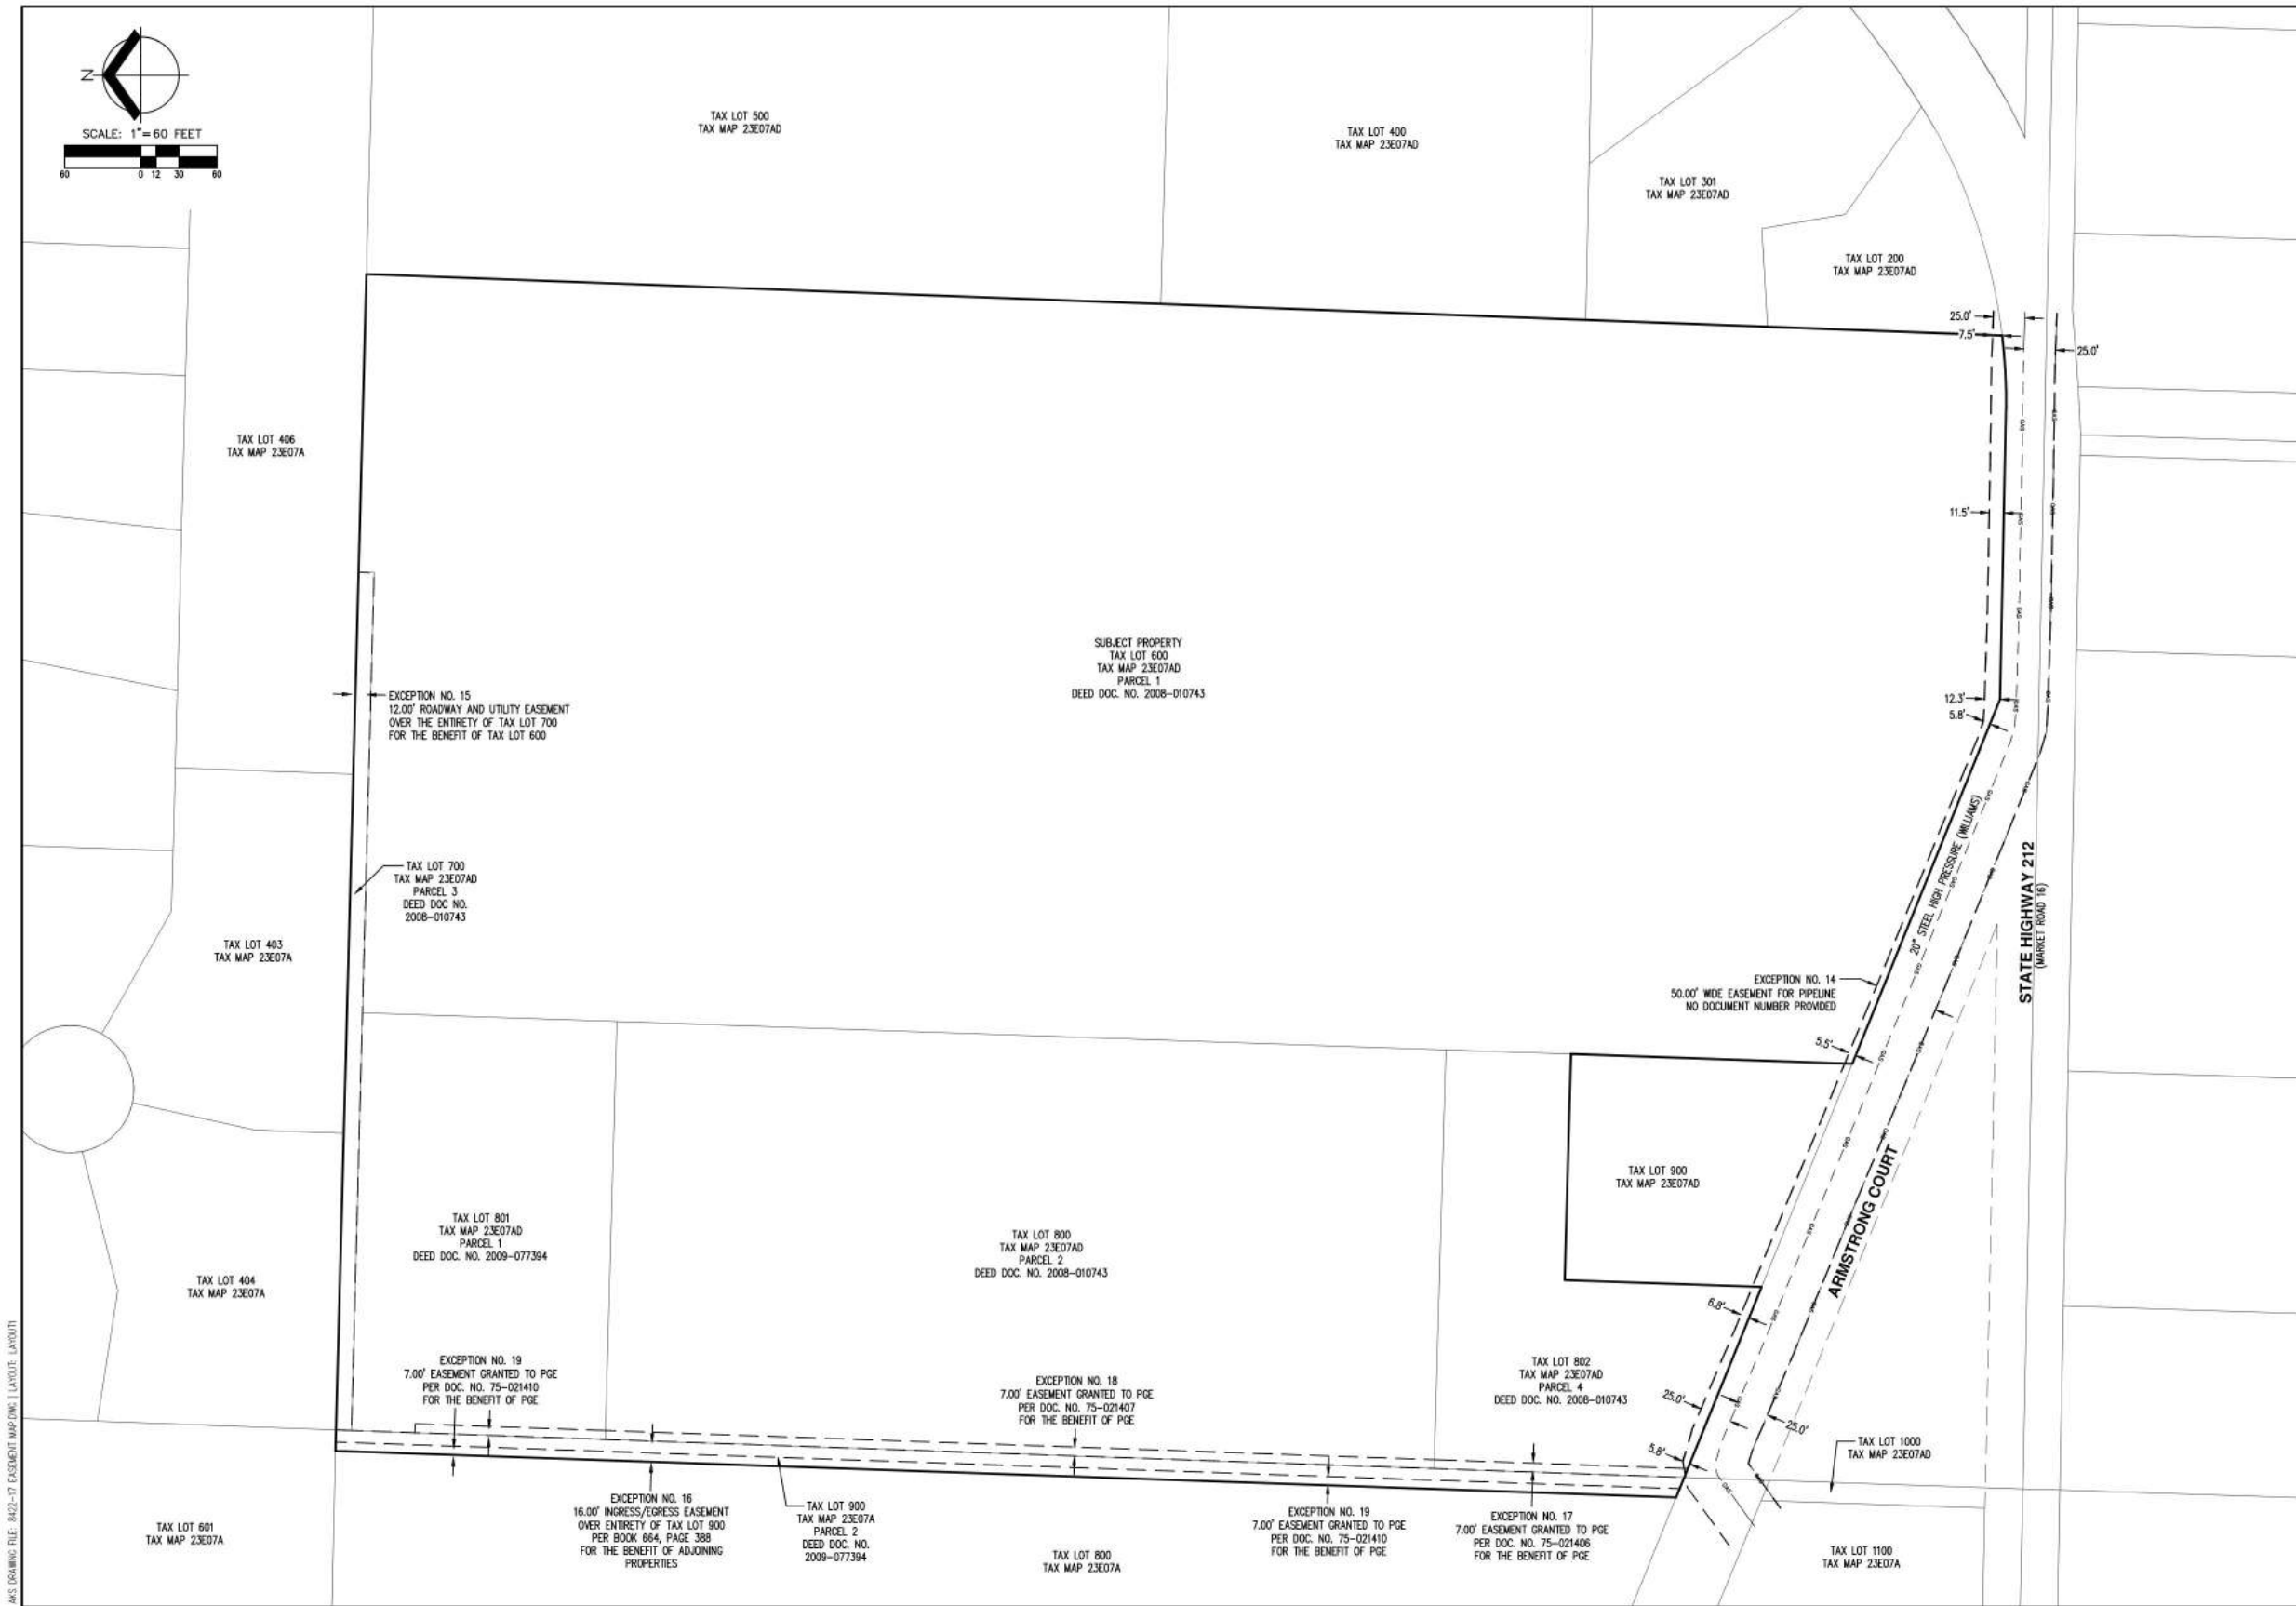 N
SCALE: 1"= 60 FEET
60 0 12 30 60
TAX LOT 500
TAX MAP 23E07AD
TAX LOT 400
TAX MAP 23E07AD
TAX LOT 301
TAX MAP 23E07AD
TAX LOT 200
TAX MAP 23E07AD
25.0'
7.5'
25.0'
TAX LOT 406
TAX MAP 23E07A
11.5'
SUBJECT PROPERTY
TAX LOT 600
TAX MAP 23E07AD
PARCEL 1
DEED DOC. NO. 2008-010743
EXCEPTION NO. 15
12.00' ROADWAY AND UTILITY EASEMENT
OVER THE ENTIRETY OF TAX LOT 700
FOR THE BENEFIT OF TAX LOT 600
12.3'
5.8'
TAX LOT 700
TAX MAP 23E07AD
PARCEL 3
DEED DOC NO.
2008-010743
20" STEEL HIGH PRESSURE (WILLIAMS)
STATE HIGHWAY 212
(MARKET ROAD 16)
TAX LOT 403
TAX MAP 23E07A
EXCEPTION NO. 14
50.00' WIDE EASEMENT FOR PIPELINE
NO DOCUMENT NUMBER PROVIDED
5.5'
TAX LOT 900
TAX MAP 23E07AD
ARMSTRONG COURT
TAX LOT 801
TAX MAP 23E07AD
PARCEL 1
DEED DOC. NO. 2009-077394
TAX LOT 800
TAX MAP 23E07AD
PARCEL 2
DEED DOC. NO. 2008-010743
TAX LOT 404
TAX MAP 23E07A
6.8'
EXCEPTION NO. 19
7.00' EASEMENT GRANTED TO PGE
PER DOC. NO. 75-021410
FOR THE BENEFIT OF PGE
EXCEPTION NO. 18
7.00' EASEMENT GRANTED TO PGE
PER DOC. NO. 75-021407
FOR THE BENEFIT OF PGE
TAX LOT 802
TAX MAP 23E07AD
PARCEL 4
DEED DOC. NO. 2008-010743
25.0'
25.0'
5.8'
TAX LOT 1000
TAX MAP 23E07AD
EXCEPTION NO. 16
16.00' INGRESS/EGRESS EASEMENT
OVER ENTIRETY OF TAX LOT 900
PER BOOK 664, PAGE 388
FOR THE BENEFIT OF ADJOINING
PROPERTIES
TAX LOT 900
TAX MAP 23E07A
PARCEL 2
DEED DOC. NO.
2009-077394
EXCEPTION NO. 19
7.00' EASEMENT GRANTED TO PGE
PER DOC. NO. 75-021410
FOR THE BENEFIT OF PGE
EXCEPTION NO. 17
7.00' EASEMENT GRANTED TO PGE
PER DOC. NO. 75-021406
FOR THE BENEFIT OF PGE
TAX LOT 601
TAX MAP 23E07A
TAX LOT 800
TAX MAP 23E07A
TAX LOT 1100
TAX MAP 23E07A
AKS DRAWING FILE: 8422-17 EASEMENT MAP.DWG | LAYOUT: LAYOUT1